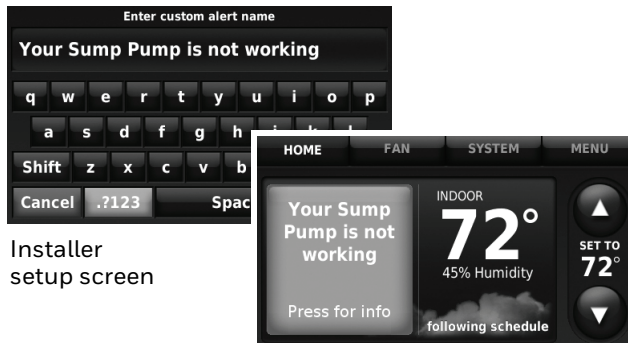 Enter custom alert name
Your Sump Pump is not working
q w e r t y u i o p
a s d f g h
Shift z x c v b
Cancel .?123
Installer
setup screen
HOME FAN SYSTEM MENU
Your Sump
Pump is not
working
Press for info
INDOOR
72°
45% Humidity
following schedule
SET TO
72°